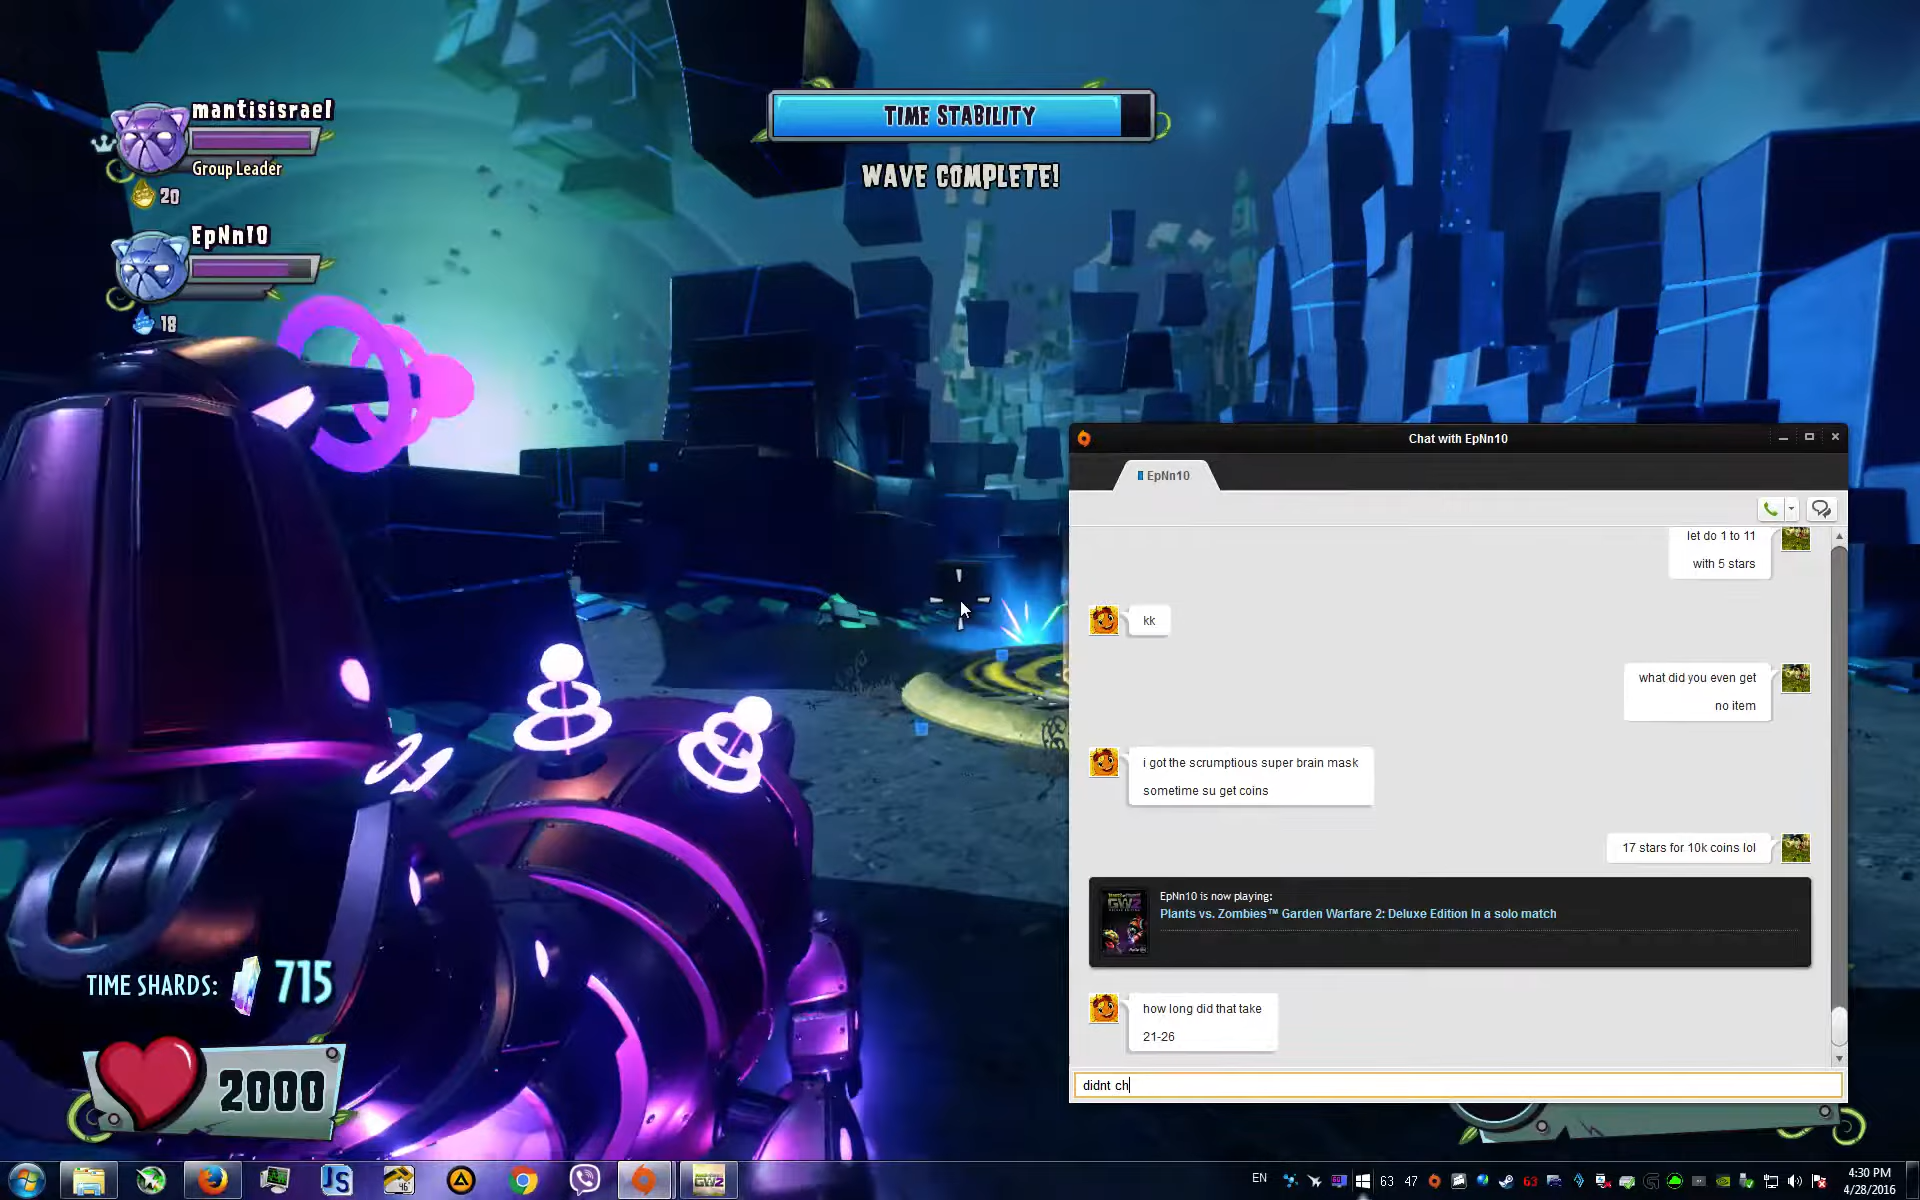 mantisisrael
Group Leader
20
EpNn10
18
TIME STABILITY
WAVE COMPLETE!
Chat with EpNn10
EpNn10
let do 1 to 11
with 5 stars
kk
what did you even get
no item
i got the scrumptious super brain mask
sometime su get coins
17 stars for 10k coins lol
EpNn10 is now playing:
Plants vs. Zombies™ Garden Warfare 2: Deluxe Edition In a solo match
GW2
how long did that take
21-26
didnt ch
TIME SHARDS: 715
2000
JS
46°
GW2
EN
63 47
63
4:30 PM
4/28/2016